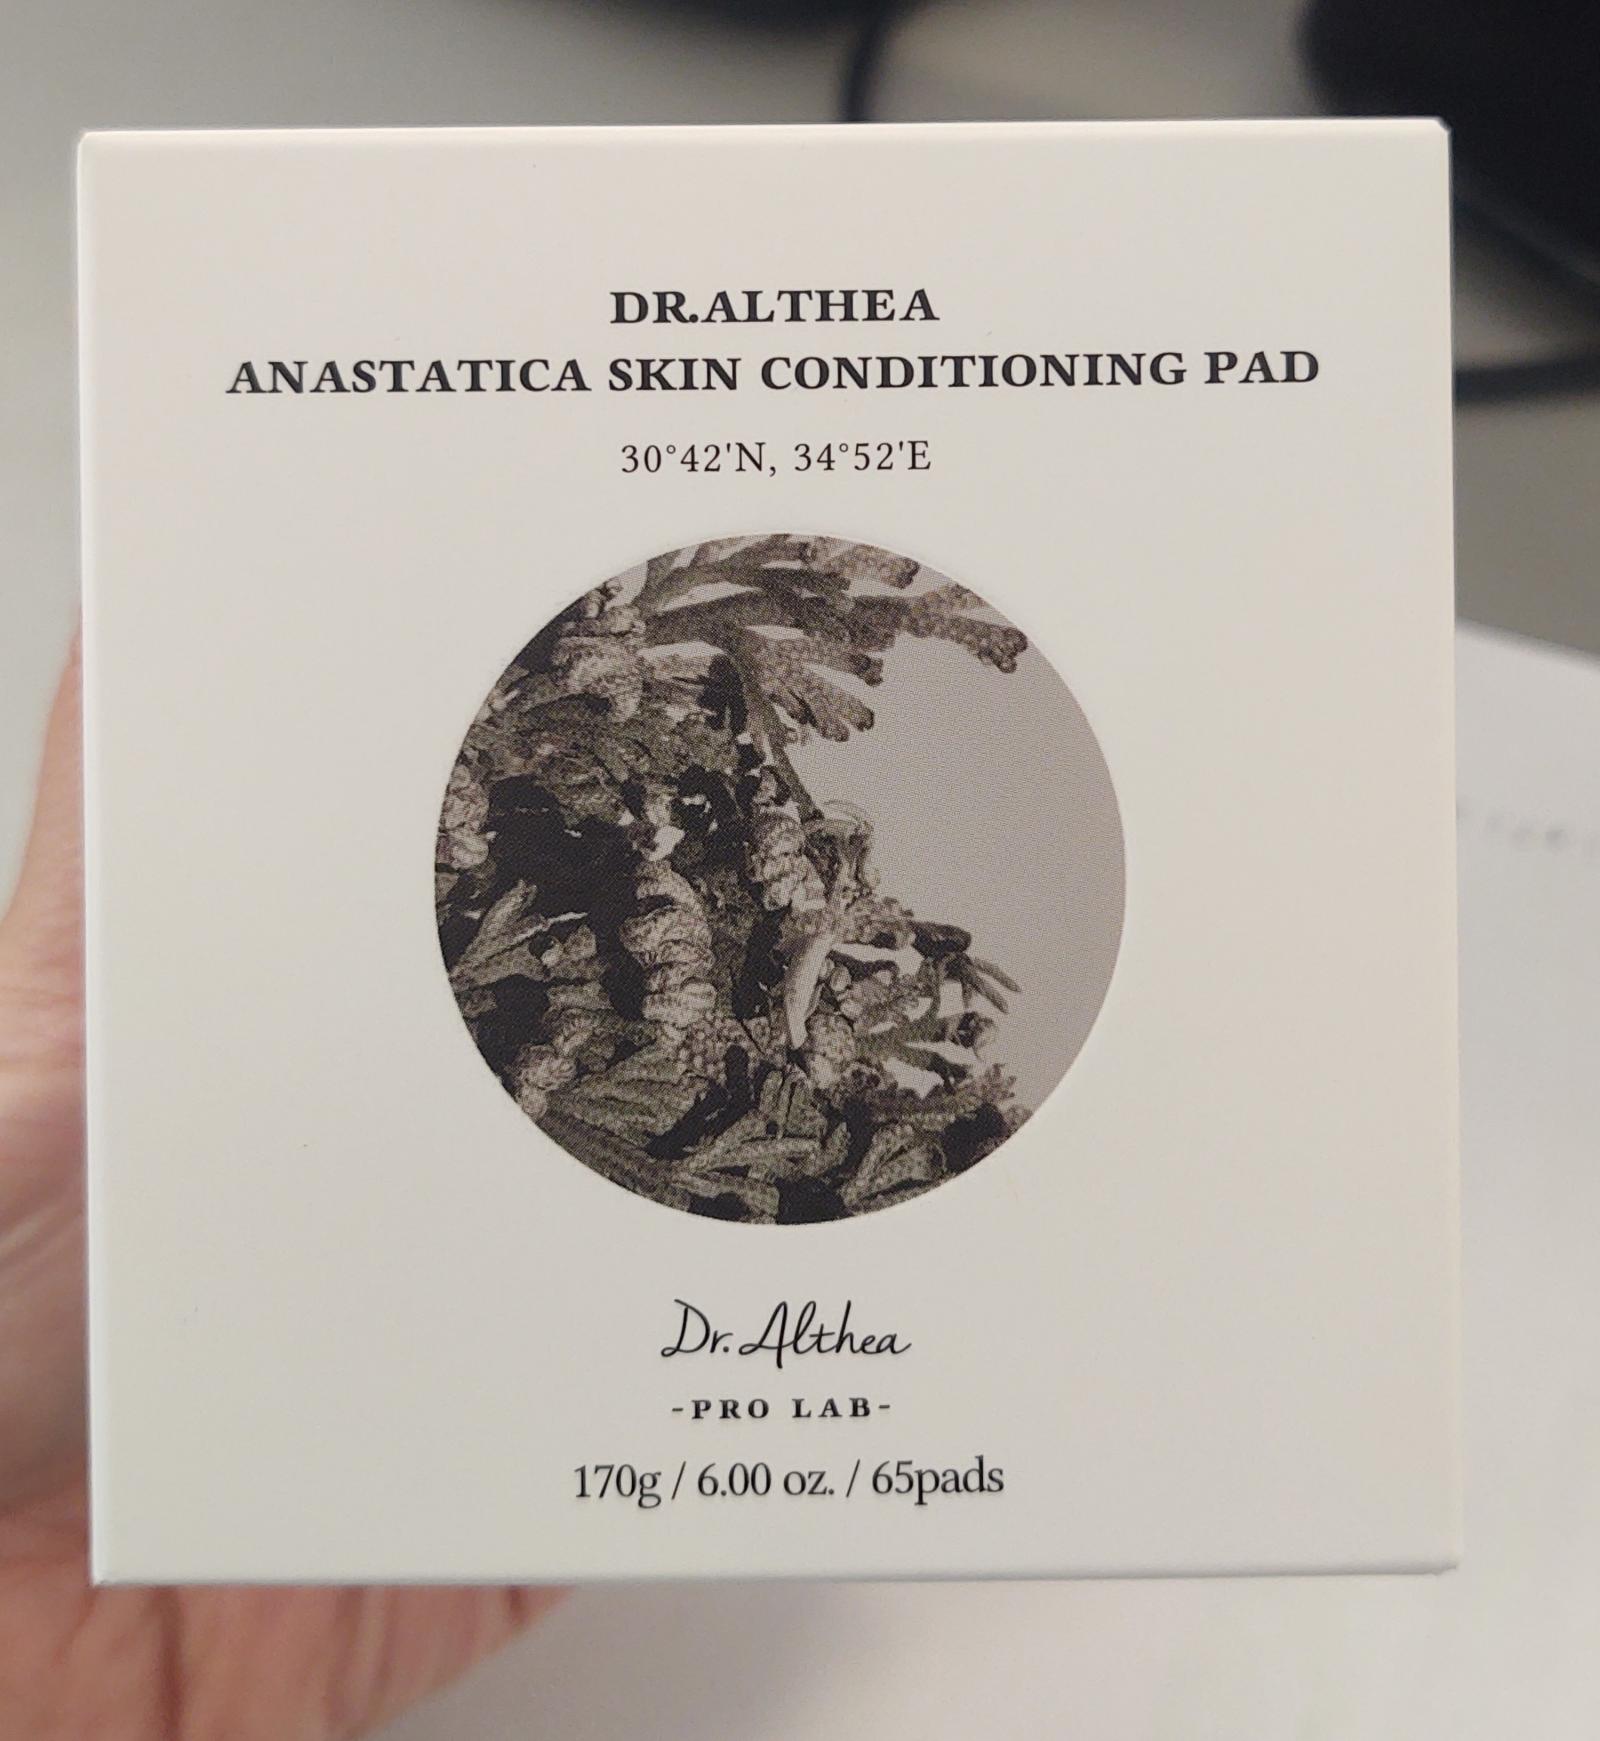 DR.ALTHEA
ANASTATICA SKIN CONDITIONING PAD
30°42'N, 34°52'E
Dr.Althea
-PRO LAB-
170g / 6.00 oz. / 65pads